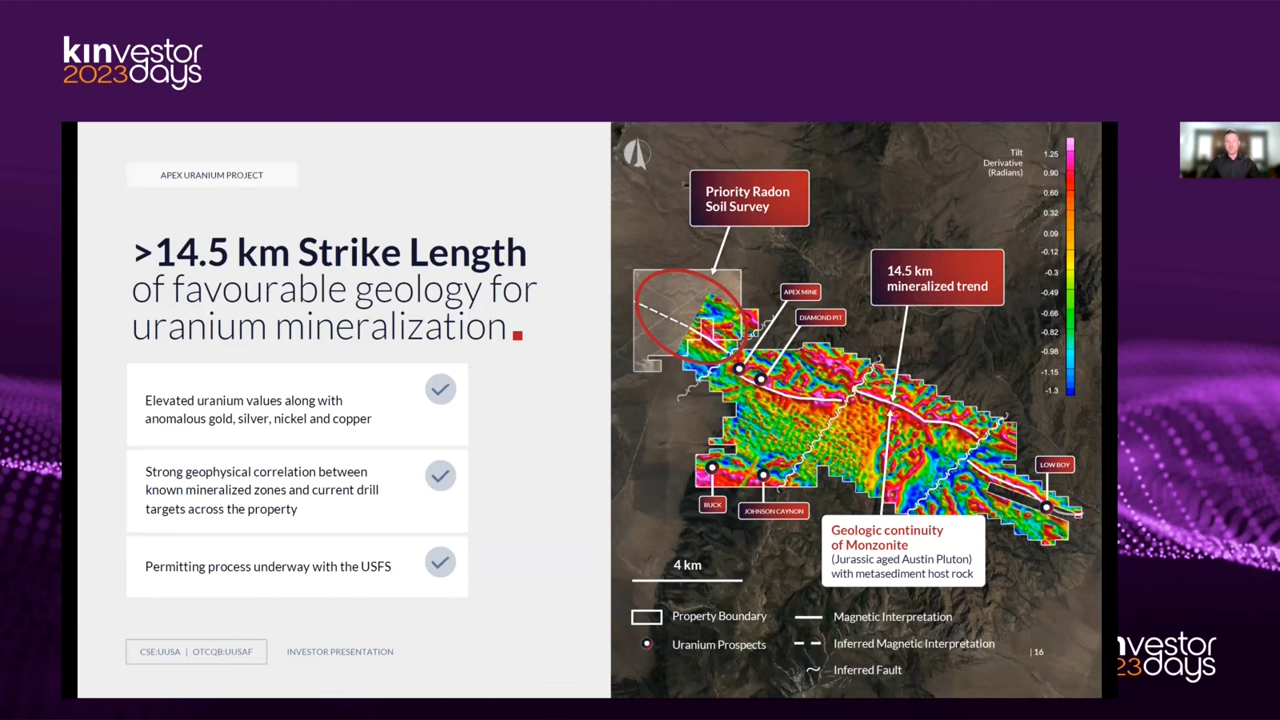 kinvestor
2023days
APEX URANIUM PROJECT
>14.5 km Strike Length
of favourable geology for
uranium mineralization.
Elevated uranium values along with
anomalous gold, silver, nickel and copper
Strong geophysical correlation between
known mineralized zones and current drill
targets across the property
Permitting process underway with the USFS
CSE:UUSA | OTCQB:UUSAF
INVESTOR PRESENTATION
Priority Radon
Soil Survey
14.5 km
mineralized trend
APEX MINE
DIAMOND PIT
BUCK
JOHNSON CAYNON
LOW BOY
Geologic continuity
of Monzonite
(Jurassic aged Austin Pluton)
with metasediment host rock
Tilt
Derivative
(Radians)
1.25
0.90
0.60
0.32
0.09
-0.12
-0.3
-0.49
-0.66
-0.82
-0.98
-1.15
-1.3
4 km
Property Boundary
Uranium Prospects
Magnetic Interpretation
Inferred Magnetic Interpretation
Inferred Fault
| 16
nvestor
23days